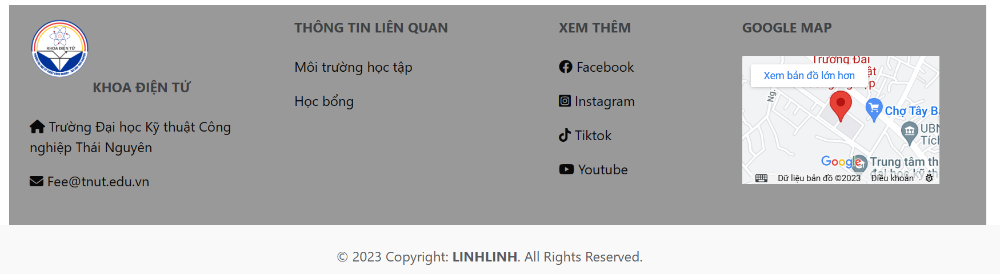 KHOA ĐIỆN TỬ
KHOA ĐIỆN TỬ
Trường Đại học Kỹ thuật Công
nghiệp Thái Nguyên
Fee@tnut.edu.vn
THÔNG TIN LIÊN QUAN
Môi trường học tập
Học bổng
XEM THÊM
Facebook
Instagram
Tiktok
Youtube
GOOGLE MAP
Trường Đại
Xem bản đồ lớn hơn
Ng.
Chợ Tây
UBN
Tích
Google
Trung tâm th
đại học kỹ th
Dữ liệu bản đồ ©2023
Điều khoản
© 2023 Copyright: LINHLINH. All Rights Reserved.